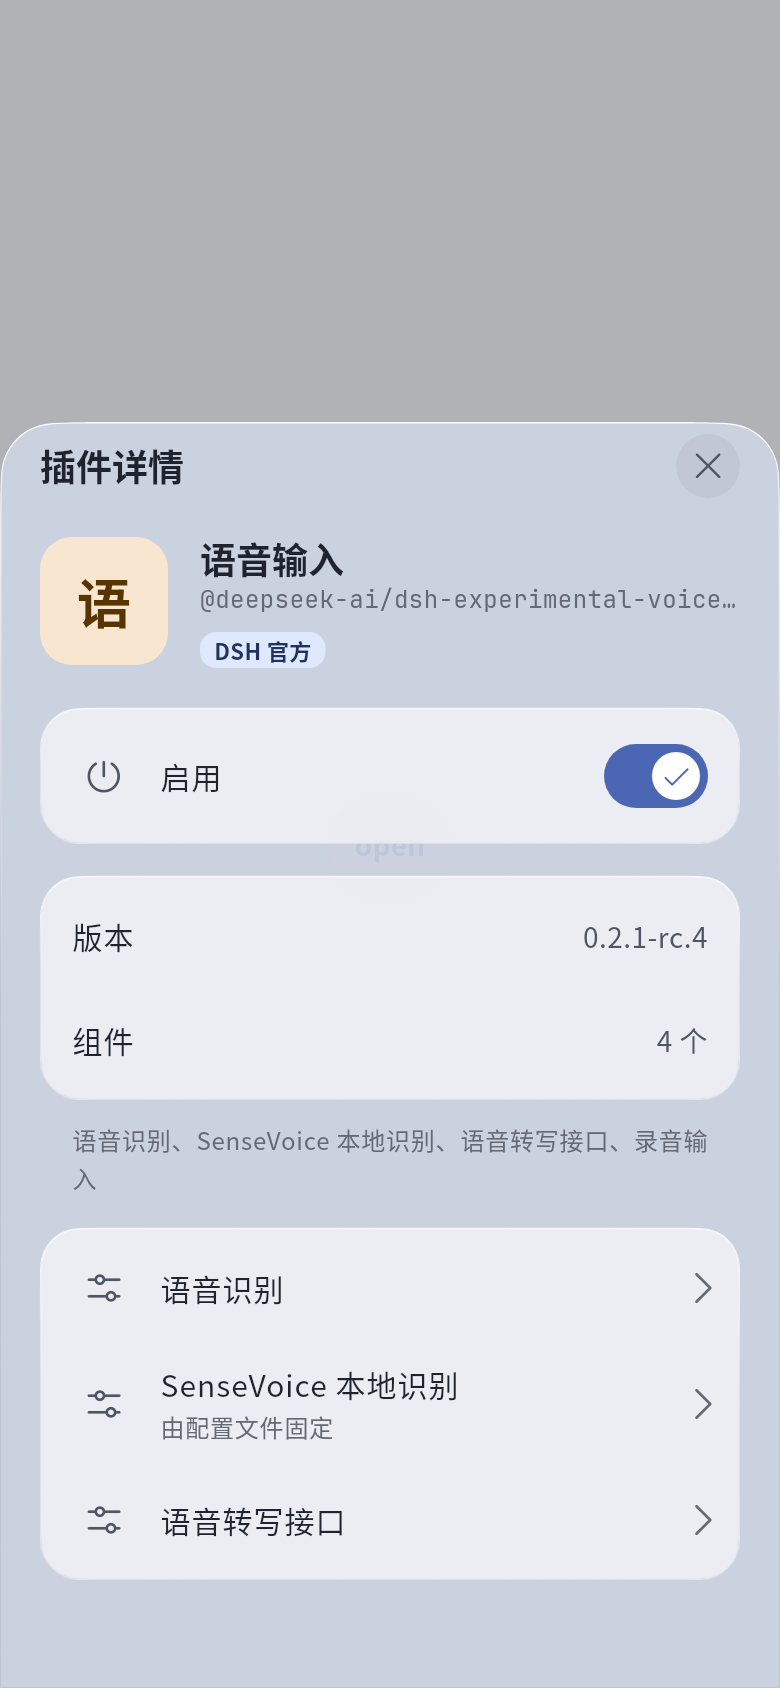 插件详情
语
语音输入
@deepseek-ai/dsh-experimental-voice…
DSH 官方
启用
open
版本
0.2.1-rc.4
组件
4 个
语音识别、SenseVoice 本地识别、语音转写接口、录音输
入
语音识别
SenseVoice 本地识别
由配置文件固定
语音转写接口